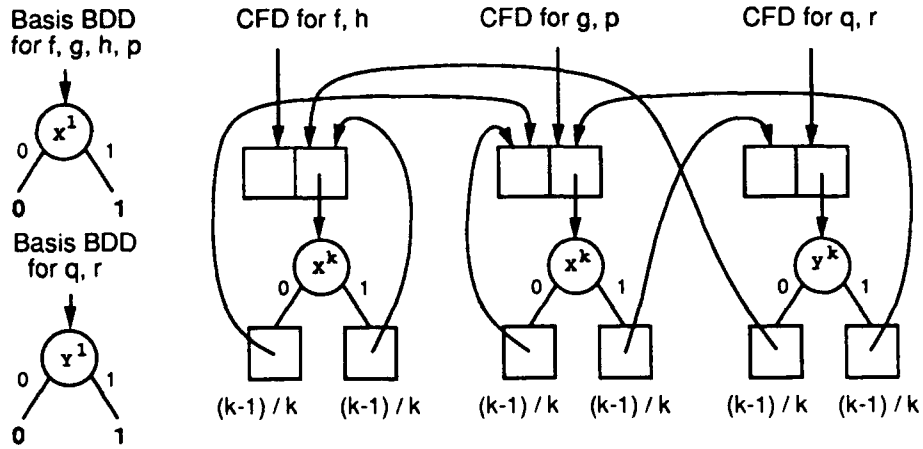 Basis BDD
for f, g, h, p
x¹
0 1
0 1
Basis BDD
for q, r
Y¹
0 1
0 1
CFD for f, h
xᵏ
0 1
(k-1) / k (k-1) / k
CFD for g, p
xᵏ
0 1
(k-1) / k (k-1) / k
CFD for q, r
yᵏ
0 1
(k-1) / k (k-1) / k